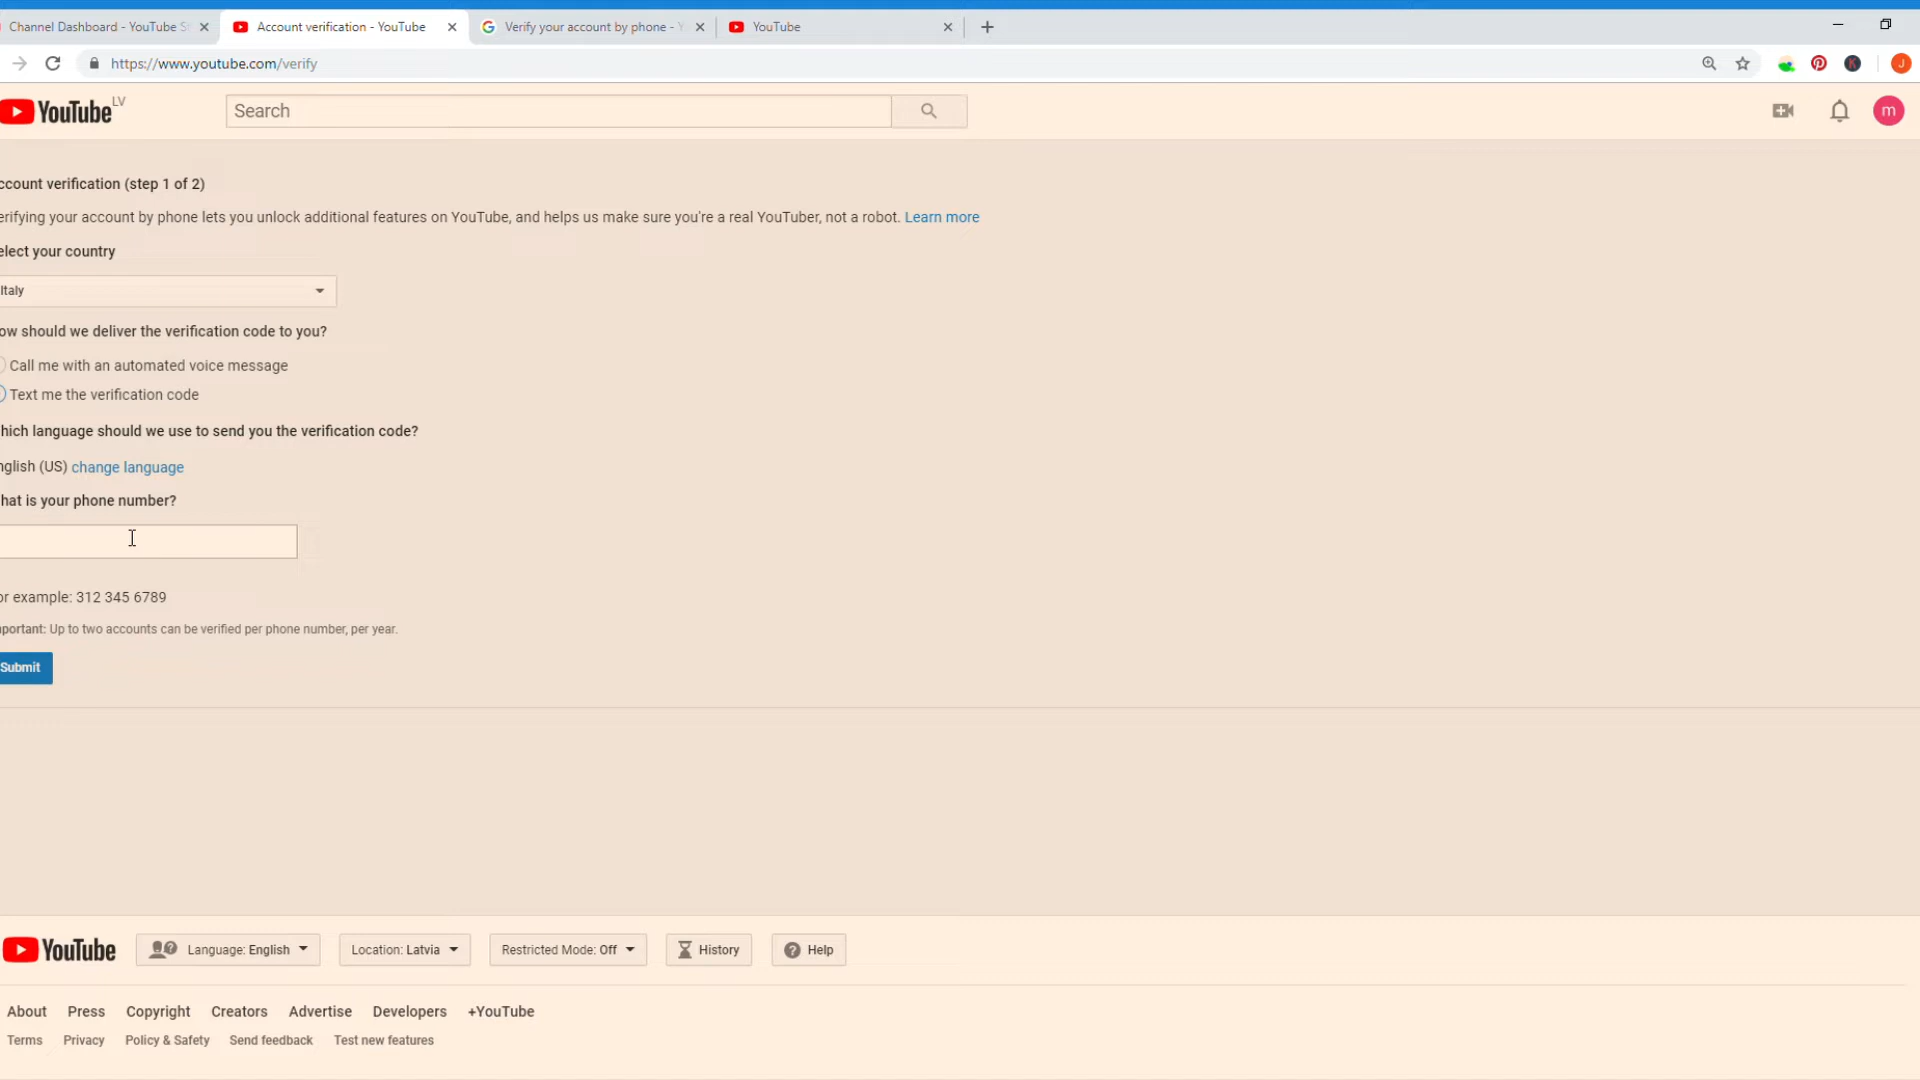 Channel Dashboard - YouTube S
Account verification - YouTube
Verify your account by phone - Y
YouTube
https://www.youtube.com/verify
J
YouTube LV
Search
m
ccount verification (step 1 of 2)
erifying your account by phone lets you unlock additional features on YouTube, and helps us make sure you're a real YouTuber, not a robot. Learn more
elect your country
Italy
ow should we deliver the verification code to you?
Call me with an automated voice message
Text me the verification code
hich language should we use to send you the verification code?
nglish (US) change language
hat is your phone number?
or example: 312 345 6789
mportant: Up to two accounts can be verified per phone number, per year.
Submit
YouTube
Language: English
Location: Latvia
Restricted Mode: Off
History
Help
About Press Copyright Creators Advertise Developers +YouTube
Terms Privacy Policy & Safety Send feedback Test new features